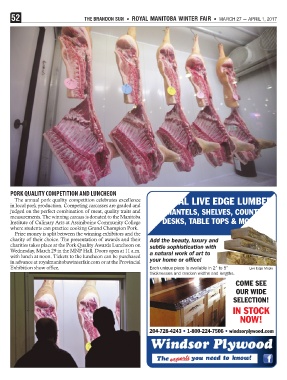 52
THE BRANDON SUN • ROYAL MANITOBA WINTER FAIR • MARCH 27 — APRIL 1, 2017
PORK QUALITY COMPETITION AND LUNCHEON
The annual pork quality competition celebrates excellence
in local pork production. Competing carcasses are graded and
judged on the perfect combination of meat, quality traits and
measurements. The winning carcass is donated to the Manitoba
Institute of Culinary Arts at Assiniboine Community College
where students can practice cooking Grand Champion Pork.
Prize money is split between the winning exhibitors and the
charity of their choice. The presentation of awards and their
charities takes place at the Pork Quality Awards Luncheon on
Wednesday, March 29 in the MNP Hall. Doors open at 11 a.m.
with lunch at noon. Tickets to the luncheon can be purchased
in advance at royalmanitobawinterfair.com or at the Provincial
Exhibition show office.
AL LIVE EDGE LUMBE
MANTELS, SHELVES, COUNT
DESKS, TABLE TOPS & MO
Add the beauty, luxury and
subtle sophistication with
a natural work of art to
your home or office!
Each unique piece is available in 2" to 5"
thicknesses and random widths and lengths.
Live Edge
COME SEE
OUR WIDE
SELECTION!
IN STOCK
NOW!
204-726-4243 • 1-800-224-7506 • windsorplywood.com
Windsor Plywood
The experts you need to know!
f